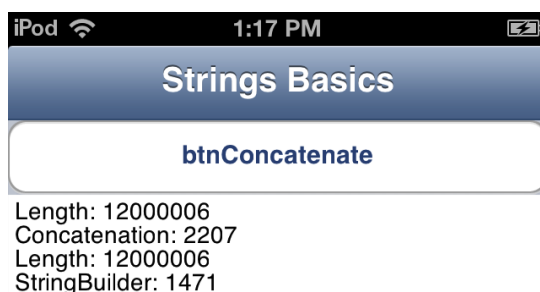 iPod 1:17 PM
Strings Basics
btnConcatenate
Length: 12000006
Concatenation: 2207
Length: 12000006
StringBuilder: 1471